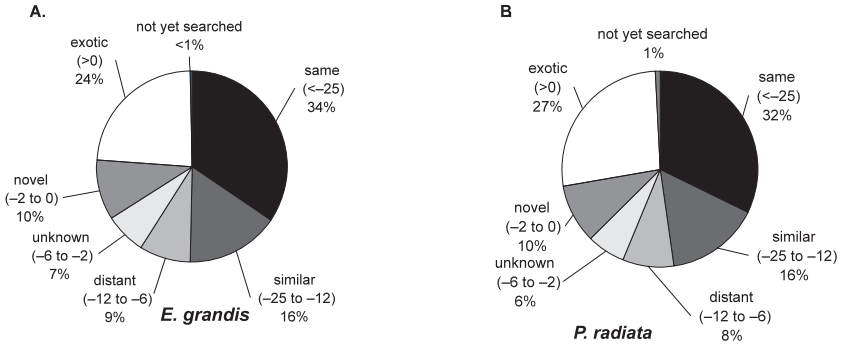 A.
not yet searched
<1%
exotic
(>0)
24%
same
(<–25)
34%
novel
(–2 to 0)
10%
unknown
(–6 to –2)
7%
distant
(–12 to –6)
9%
similar
(–25 to –12)
16%
E. grandis
B.
not yet searched
1%
exotic
(>0)
27%
same
(<–25)
32%
novel
(–2 to 0)
10%
unknown
(–6 to –2)
6%
similar
(–25 to –12)
16%
distant
(–12 to –6)
8%
P. radiata